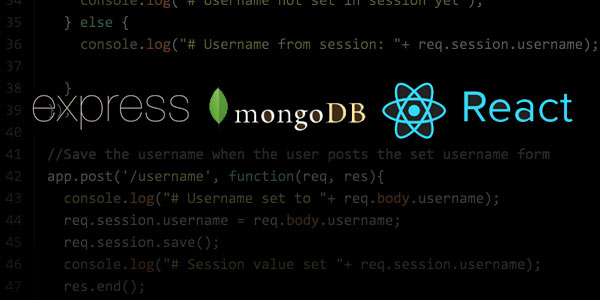 34 console.log("# Username not set in session yet");
35 } else {
36 console.log("# Username from session: "+ req.session.username);
37
38 }
express mongoDB React
39 });
40
41 //Save the username when the user posts the set username form
42 app.post('/username', function(req, res){
43 console.log("# Username set to "+ req.body.username);
44 req.session.username = req.body.username;
45 req.session.save();
46 console.log("# Session value set "+ req.session.username);
47 res.end();